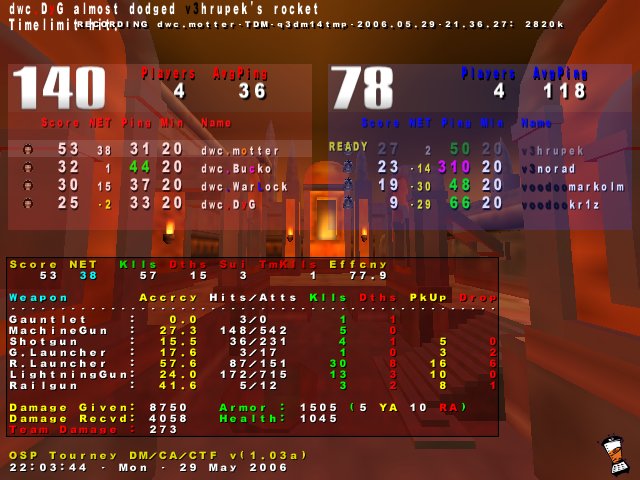 dwc.DyG almost dodged v3hrupek's rocket
Timelimit hit.
RECORDING dwc.motter-TDM-q3dm14tmp-2006.05.29-21.36.27: 2820k
140 Players AvgPing 4 36
78 Players AvgPing 4 118
Score NET Ping Min Name
53 38 31 20 dwc.motter
32 1 44 20 dwc.Bucko
30 15 37 20 dwc.WarLock
25 -2 33 20 dwc.DyG
Score NET Ping Min Name
READY 27 2 50 20 v3hrupek
23 -14 310 20 v3norad
19 -30 48 20 voodoomarkolm
9 -29 66 20 voodookr1z
Score NET Klls Dths Sui TmKlls Effcny
53 38 57 15 3 1 77.9
Weapon Accrcy Hits/Atts Klls Dths PkUp Drop
Gauntlet : 0.0 3/0 1 1
MachineGun : 27.3 148/542 5 0
Shotgun : 15.5 36/231 4 1 5 0
G.Launcher : 17.6 3/17 1 0 3 2
R.Launcher : 57.6 87/151 30 8 16 6
LightningGun: 24.0 172/715 13 3 10 0
Railgun : 41.6 5/12 3 2 8 1
Damage Given: 8750 Armor : 1505 (5 YA 10 RA)
Damage Recvd: 4058 Health: 1045
Team Damage: 273
OSP Tourney DM/CA/CTF v(1.03a)
22:03:44 - Mon - 29 May 2006